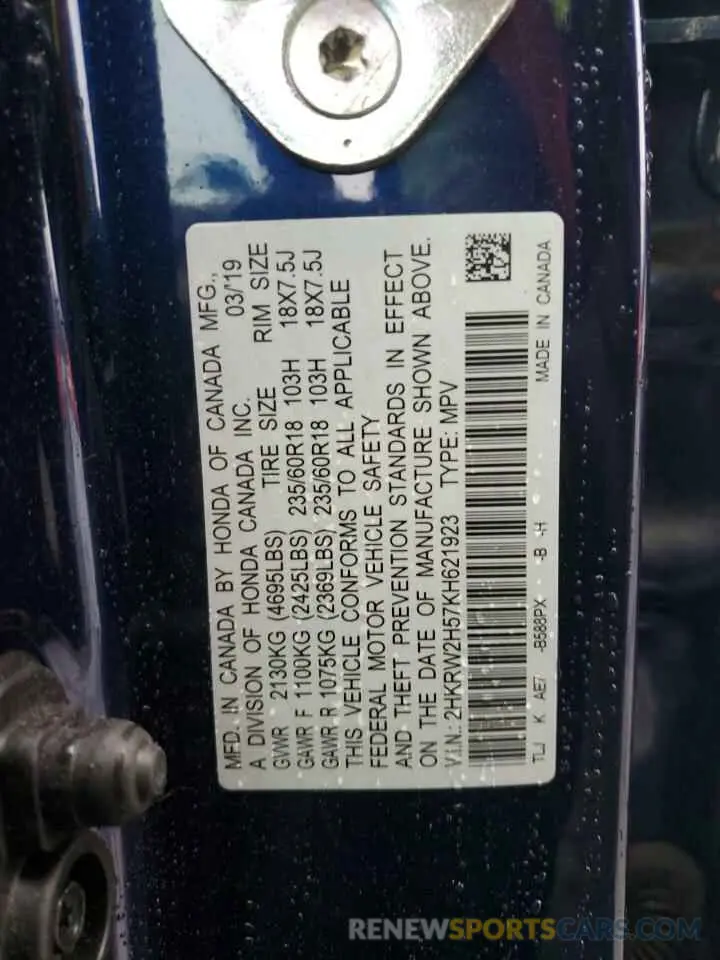 MFD. IN CANADA BY HONDA OF CANADA MFG.,
A DIVISION OF HONDA CANADA INC. 03/'19
GVWR 2130KG (4695LBS) TIRE SIZE RIM SIZE
GAWR F 1100KG (2425LBS) 235/60R18 103H 18X7.5J
GAWR R 1075KG (2369LBS) 235/60R18 103H 18X7.5J
THIS VEHICLE CONFORMS TO ALL APPLICABLE
FEDERAL MOTOR VEHICLE SAFETY
AND THEFT PREVENTION STANDARDS IN EFFECT
ON THE DATE OF MANUFACTURE SHOWN ABOVE.
V.I.N.: 2HKRW2H57KH621923 TYPE: MPV
K AE7 -B588PX -B -H MADE IN CANADA
RENEWSPORTSCARS.COM